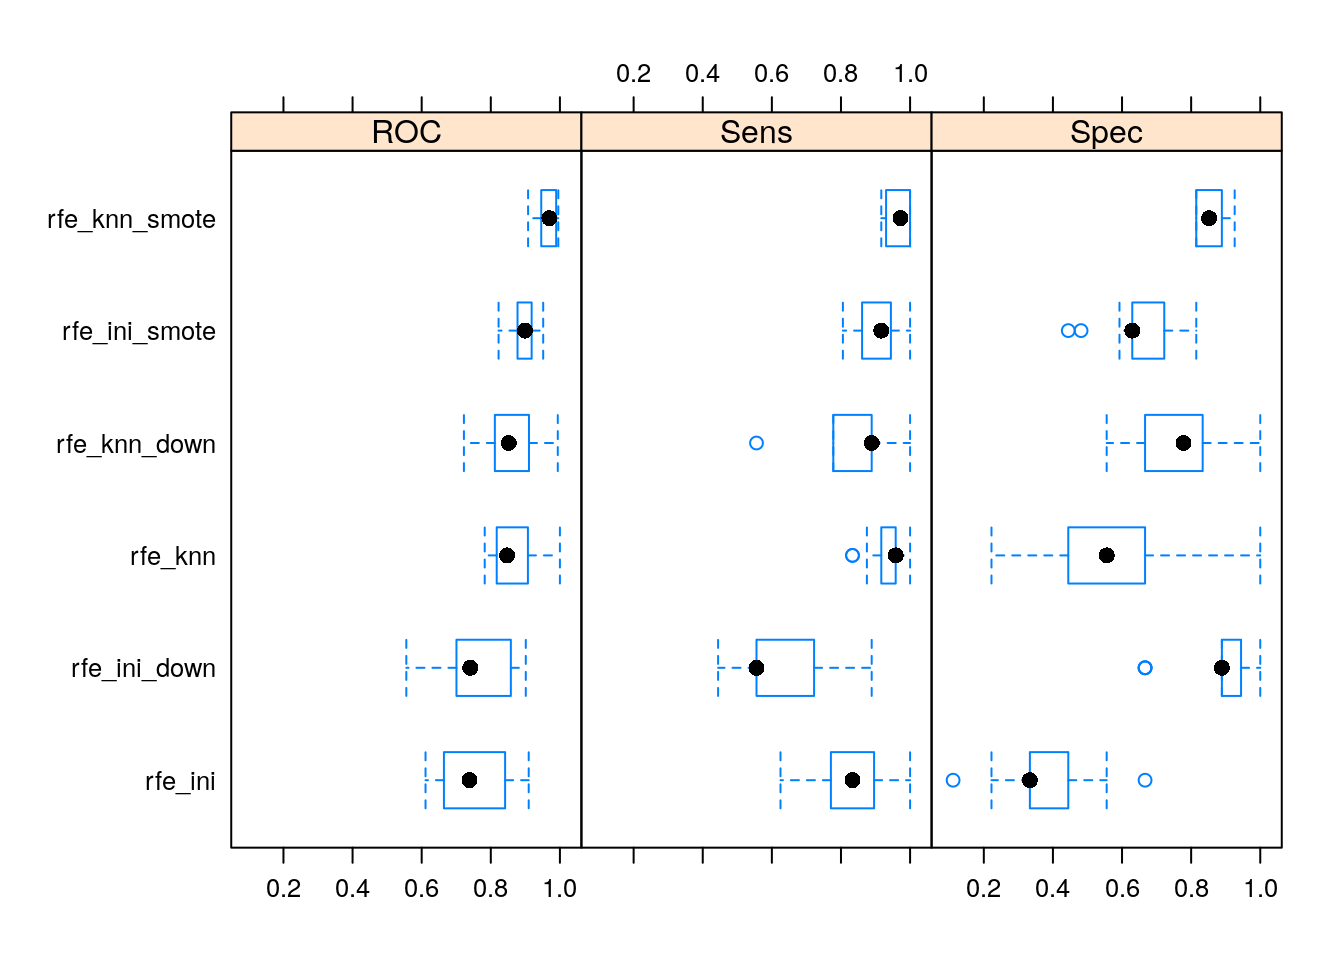 0.2 0.4 0.6 0.8 1.0
ROC Sens Spec
rfe_knn_smote
rfe_ini_smote
rfe_knn_down
rfe_knn
rfe_ini_down
rfe_ini
0.2 0.4 0.6 0.8 1.0 0.2 0.4 0.6 0.8 1.0